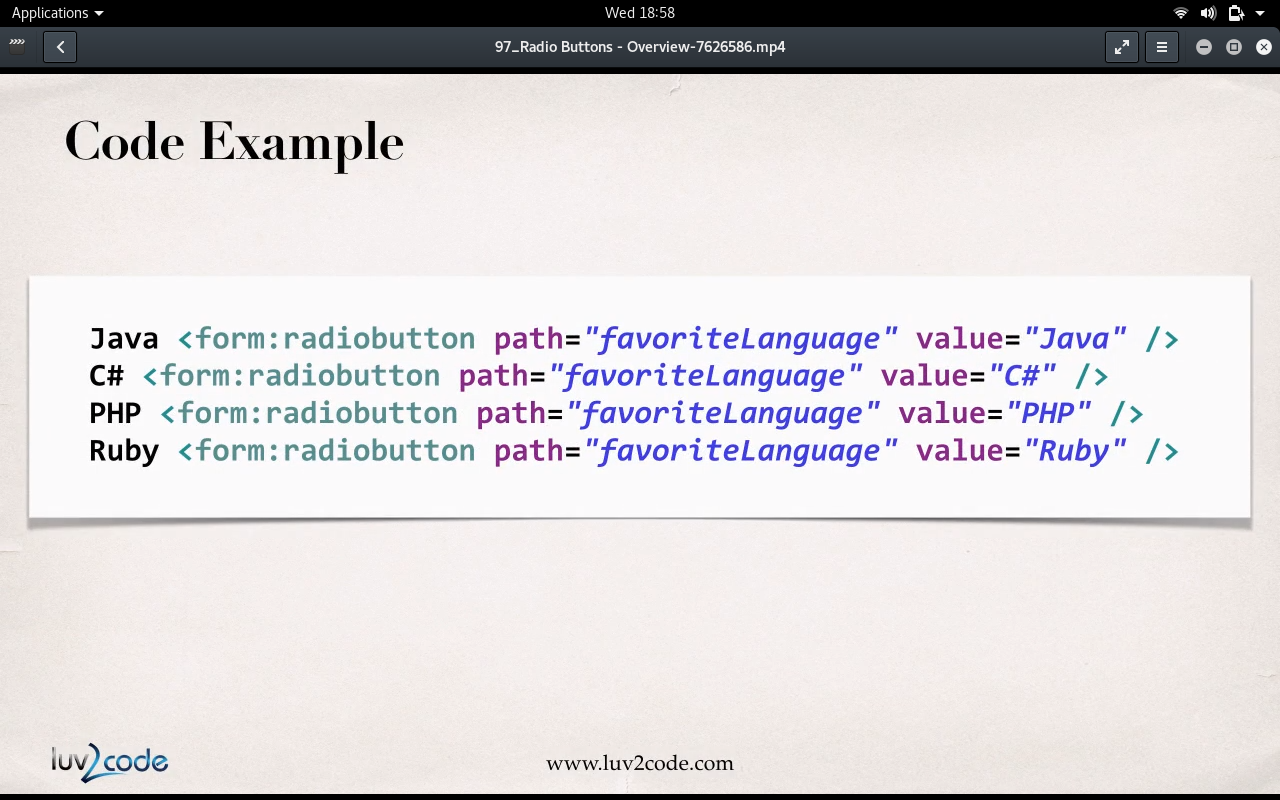 Applications
Wed 18:58
97_Radio Buttons - Overview-7626586.mp4
Code Example
Java <form:radiobutton path="favoriteLanguage" value="Java" />
C# <form:radiobutton path="favoriteLanguage" value="C#" />
PHP <form:radiobutton path="favoriteLanguage" value="PHP" />
Ruby <form:radiobutton path="favoriteLanguage" value="Ruby" />
luv2code
www.luv2code.com